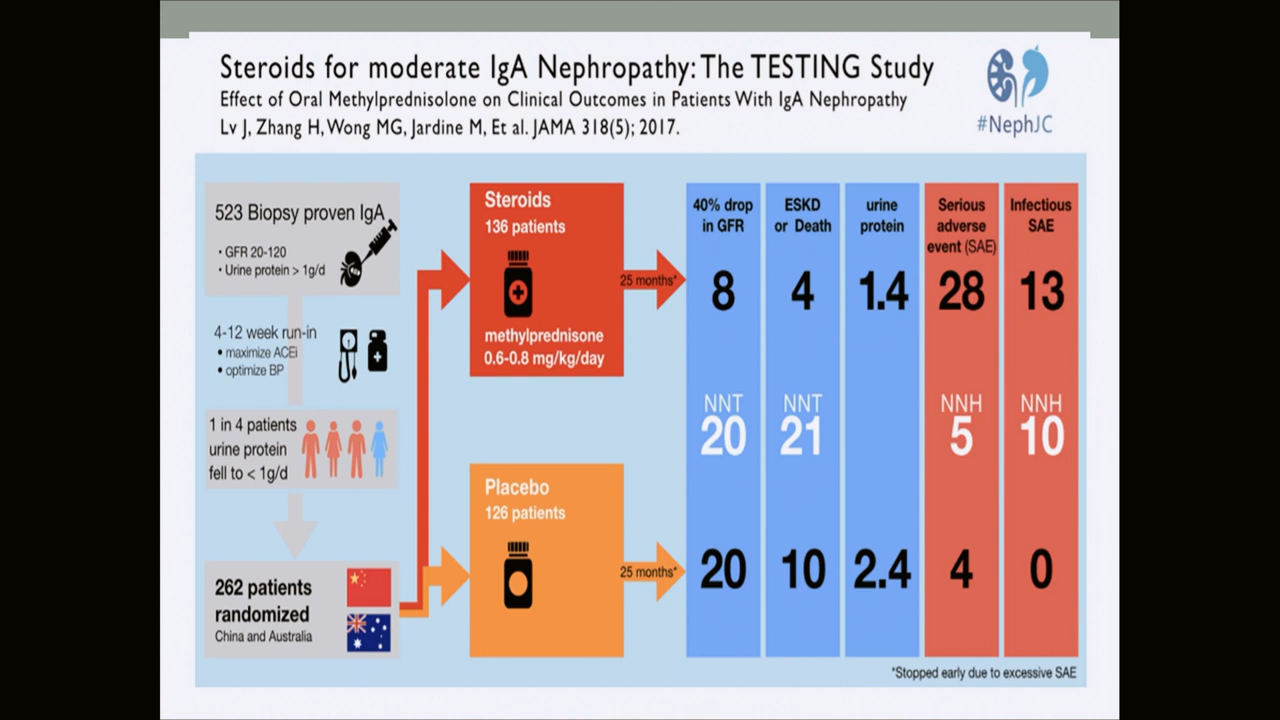 Steroids for moderate IgA Nephropathy: The TESTING Study
Effect of Oral Methylprednisolone on Clinical Outcomes in Patients With IgA Nephropathy
Lv J, Zhang H, Wong MG, Jardine M, Et al. JAMA 318(5); 2017.
#NephJC
523 Biopsy proven IgA
• GFR 20-120
• Urine protein > 1g/d
4-12 week run-in
• maximize ACEi
• optimize BP
1 in 4 patients
urine protein
fell to < 1g/d
262 patients
randomized
China and Australia
Steroids
136 patients
methylprednisone
0.6-0.8 mg/kg/day
25 months*
Placebo
126 patients
25 months*
40% drop
in GFR
8
NNT
20
20
ESKD
or Death
4
NNT
21
10
urine
protein
1.4
2.4
Serious
adverse
event (SAE)
28
NNH
5
4
Infectious
SAE
13
NNH
10
0
*Stopped early due to excessive SAE